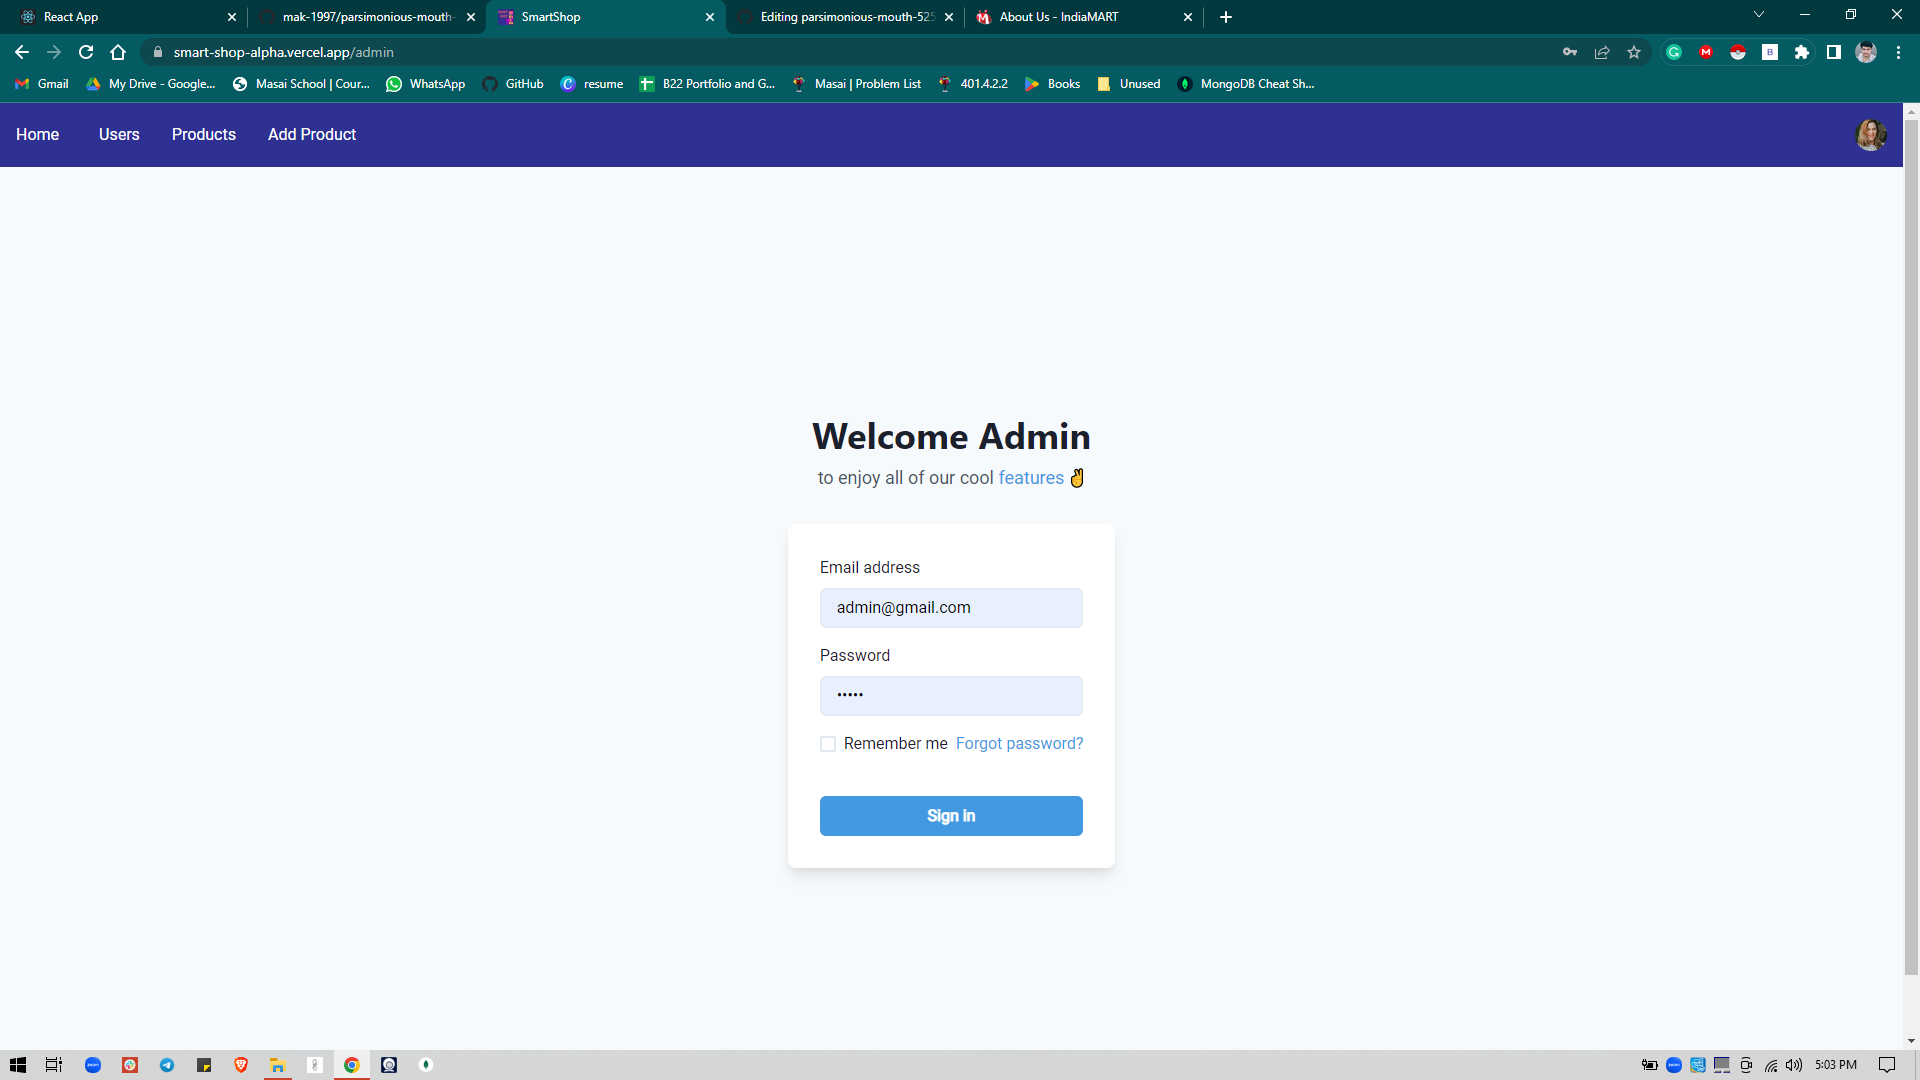 React App
mak-1997/parsimonious-mouth-
SmartShop
Editing parsimonious-mouth-525
About Us - IndiaMART
smart-shop-alpha.vercel.app/admin
Gmail
My Drive - Google...
Masai School | Cour...
WhatsApp
GitHub
resume
B22 Portfolio and G...
Masai | Problem List
401.4.2.2
Books
Unused
MongoDB Cheat Sh...
Home
Users
Products
Add Product
Welcome Admin
to enjoy all of our cool features ✌
Email address
admin@gmail.com
Password
•••••
Remember me Forgot password?
Sign in
5:03 PM